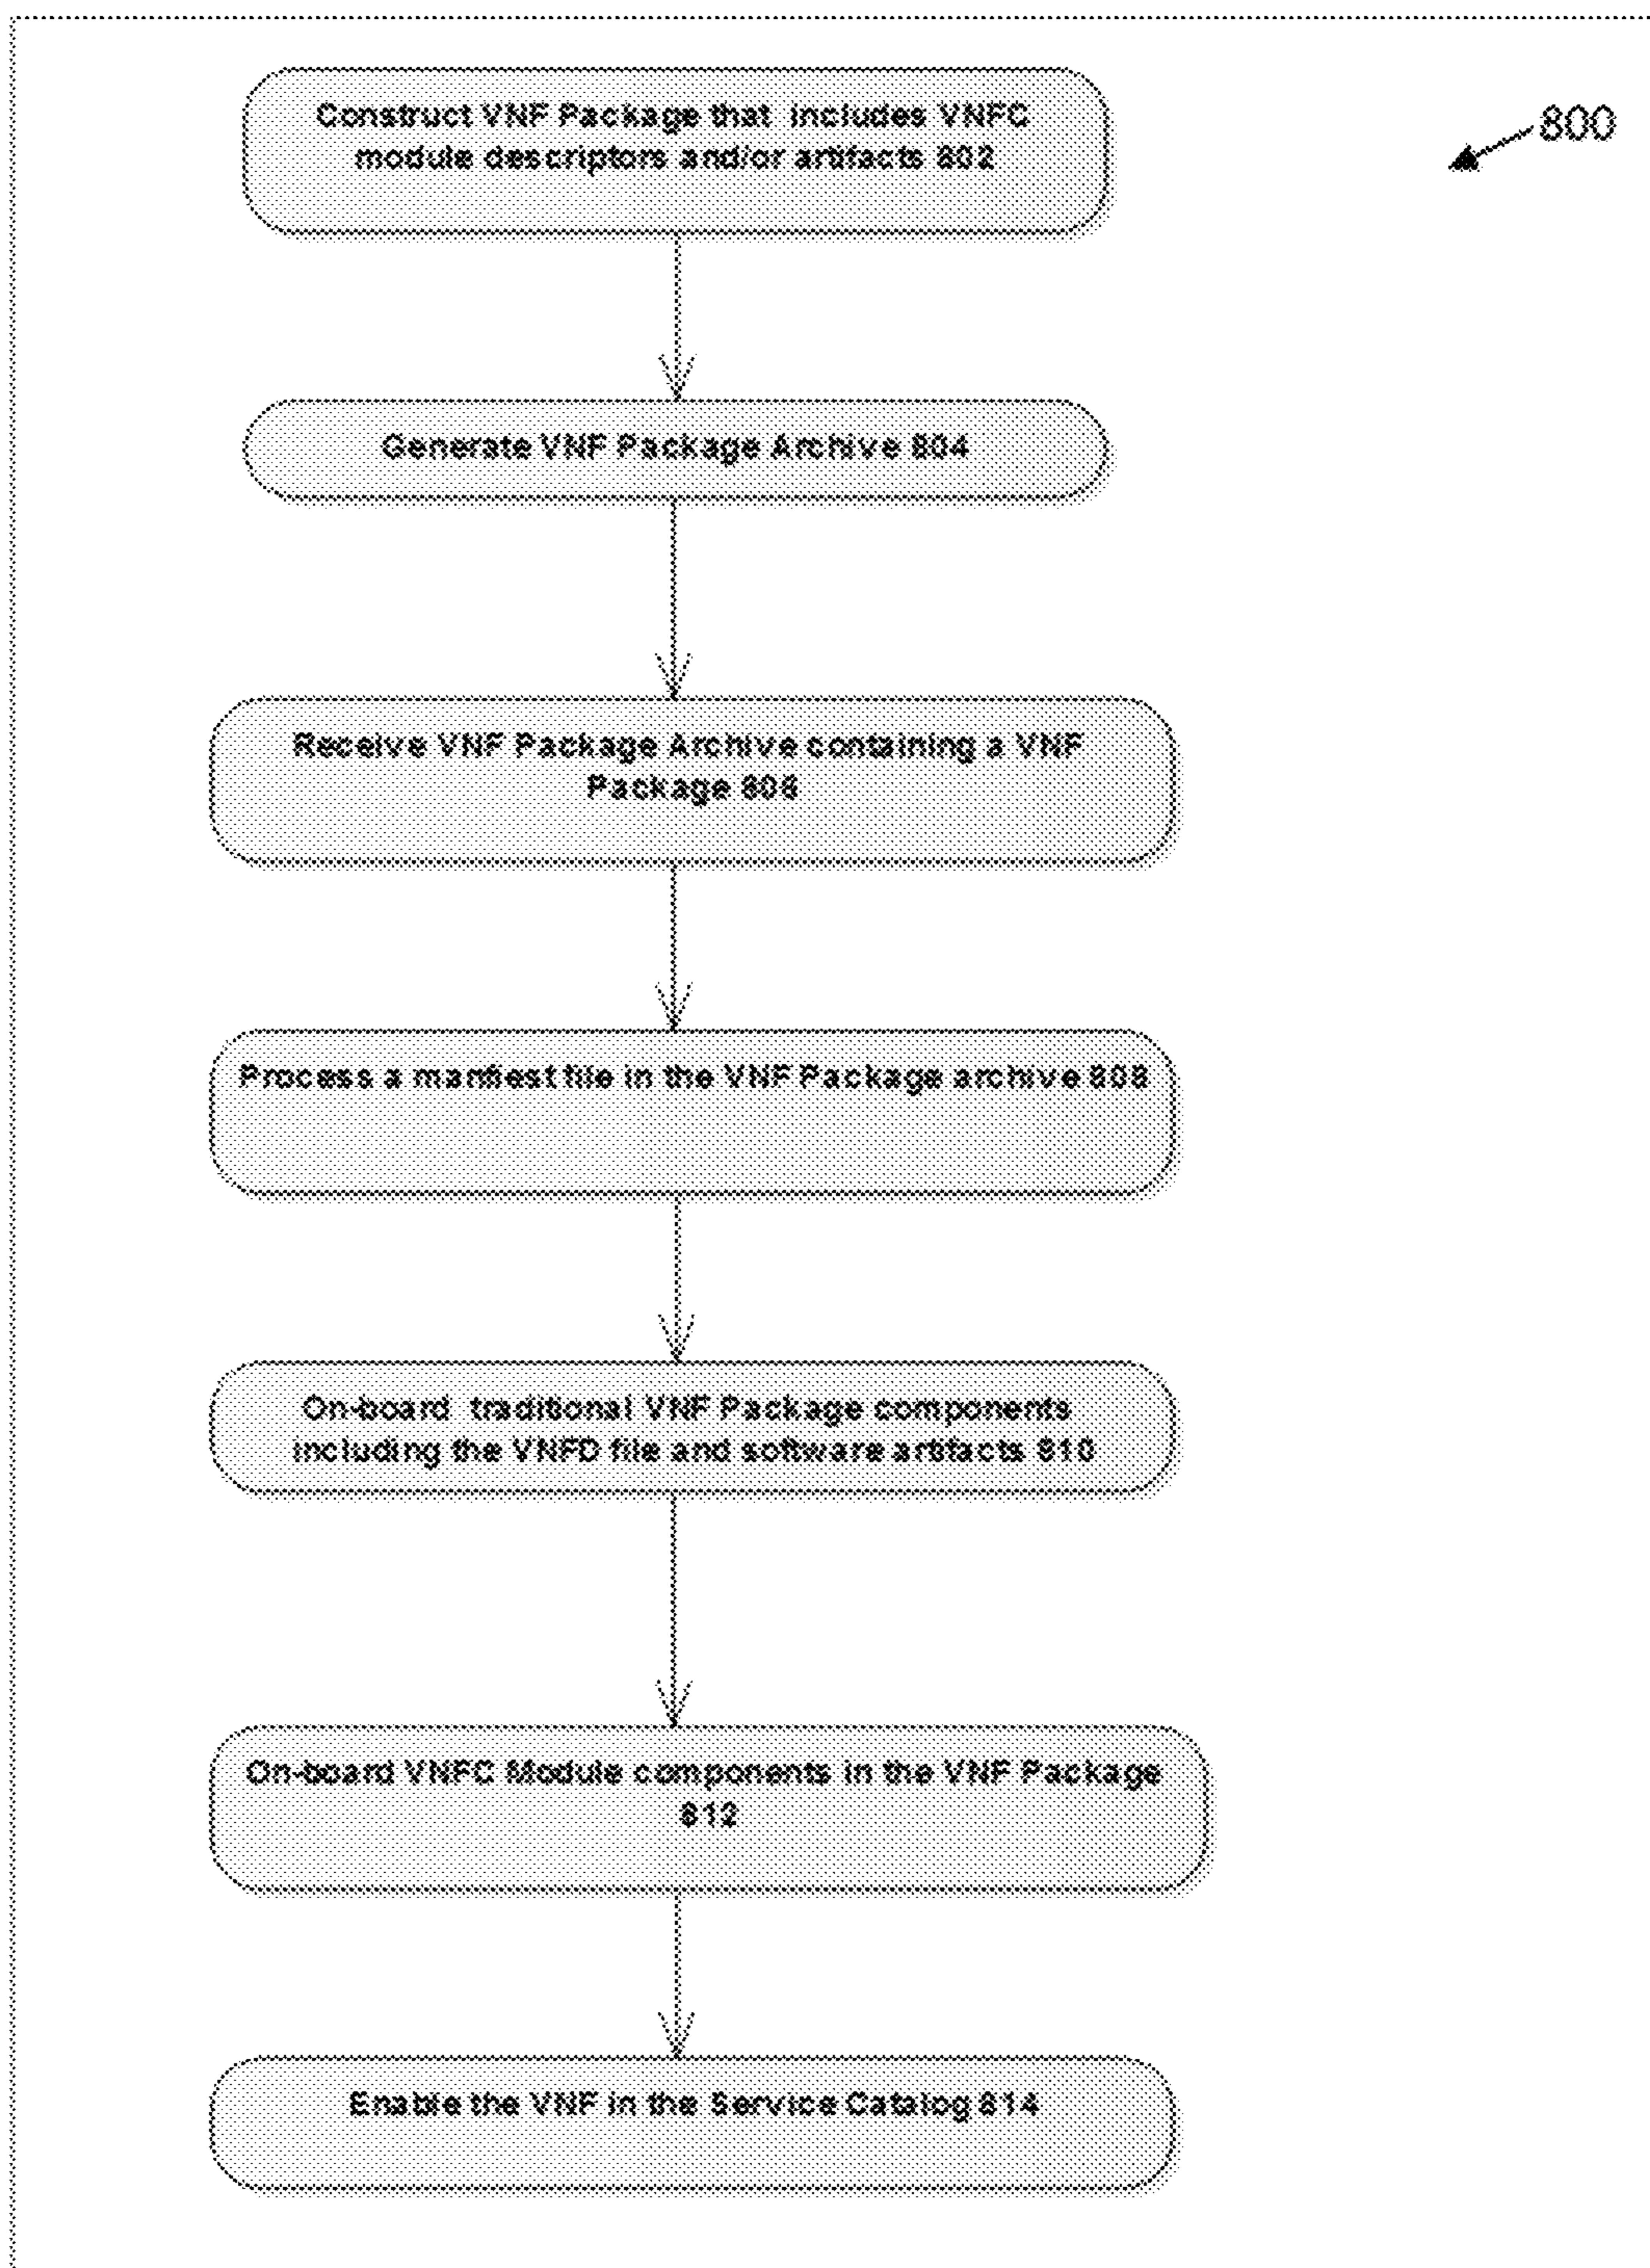 Construct VNF Package that includes VNFC
module descriptors and/or artifacts 802
800
Generate VNF Package Archive 804
Receive VNF Package Archive containing a VNF
Package 806
Process a manfiest file in the VNF Package archive 808
On-board traditional VNF Package components
including the VNFD file and software artifacts 810
On-board VNFC Module components in the VNF Package
812
Enable the VNF in the Service Catalog 814